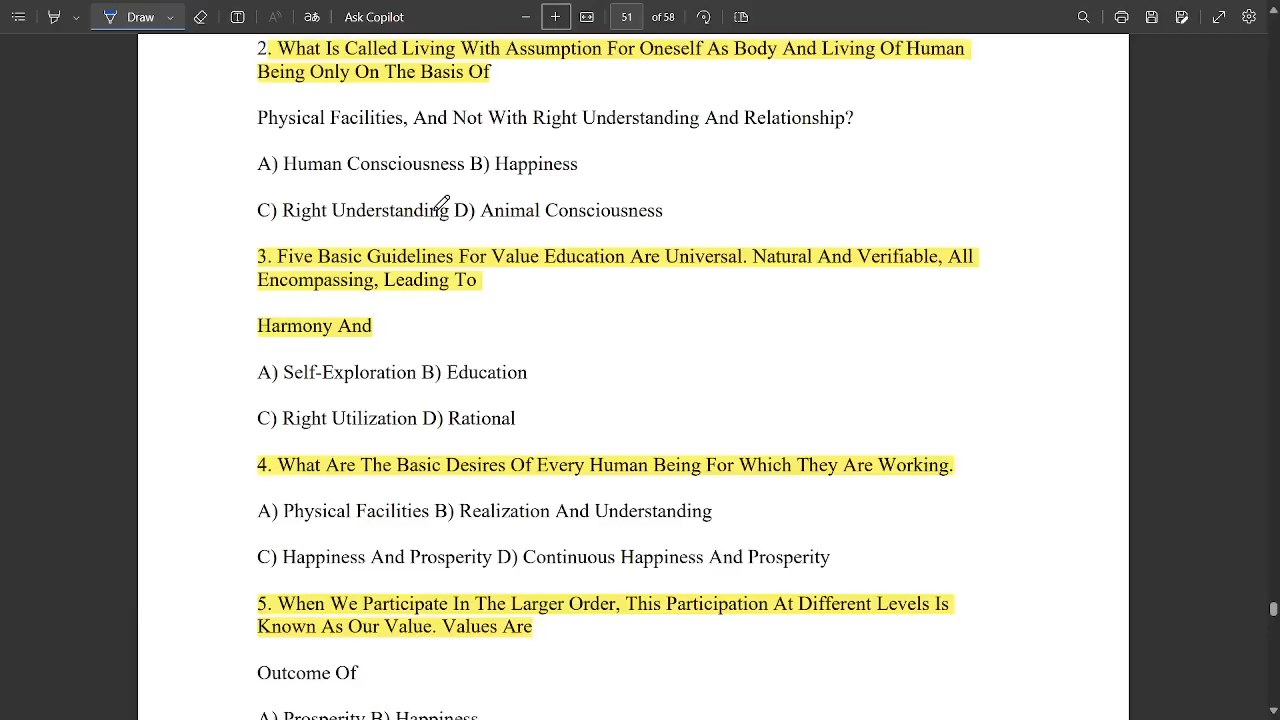 Draw
Ask Copilot
51 of 58
2. What Is Called Living With Assumption For Oneself As Body And Living Of Human
Being Only On The Basis Of
Physical Facilities, And Not With Right Understanding And Relationship?
A) Human Consciousness B) Happiness
C) Right Understanding D) Animal Consciousness
3. Five Basic Guidelines For Value Education Are Universal. Natural And Verifiable, All
Encompassing, Leading To
Harmony And
A) Self-Exploration B) Education
C) Right Utilization D) Rational
4. What Are The Basic Desires Of Every Human Being For Which They Are Working.
A) Physical Facilities B) Realization And Understanding
C) Happiness And Prosperity D) Continuous Happiness And Prosperity
5. When We Participate In The Larger Order, This Participation At Different Levels Is
Known As Our Value. Values Are
Outcome Of
A) Prosperity B) Happiness